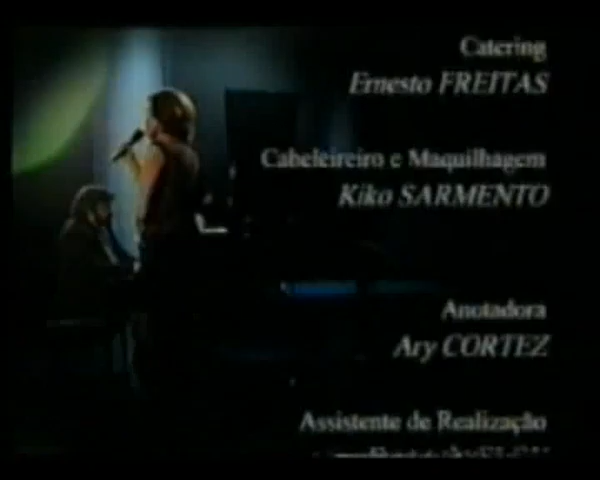 Catering
Ernesto FREITAS
Cabeleireiro e Maquilhagem
Kiko SARMENTO
Anotadora
Ary CORTEZ
Assistente de Realização